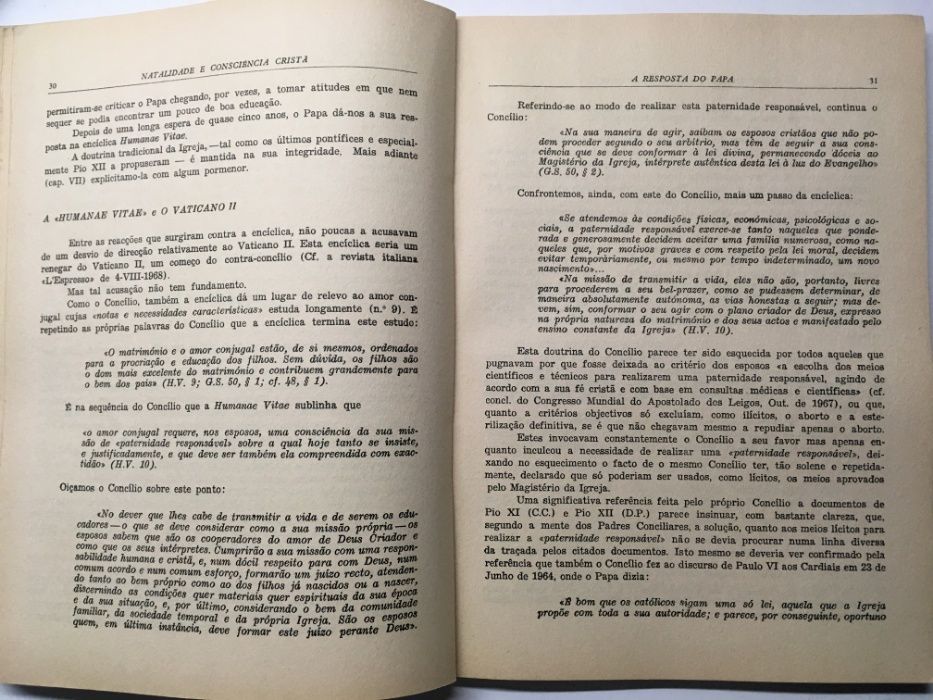 30
NATALIDADE E CONSCIÊNCIA CRISTÃ
permitiram-se criticar o Papa chegando, por vezes, a tomar atitudes em que nem
sequer se podia encontrar um pouco de boa educação.
Depois de uma longa espera de quase cinco anos, o Papa dá-nos a sua res-
posta na encíclica Humanae Vitae.
A doutrina tradicional da Igreja, —tal como os últimos pontífices e especial-
mente Pio XII a propuseram — é mantida na sua integridade. Mais adiante
(cap. VII) explicitamo-la com algum pormenor.
A «HUMANAE VITAE» e O VATICANO II
Entre as reacções que surgiram contra a encíclica, não poucas a acusavam
de um desvio de direcção relativamente ao Vaticano II. Esta encíclica seria um
renegar do Vaticano II, um começo do contra-concílio (Cf. a revista italiana
«L'Espresso» de 4-VIII-1968).
Mas tal acusação não tem fundamento.
Como o Concílio, também a encíclica dá um lugar de relevo ao amor con-
jugal cujas «notas e necessidades características» estuda longamente (n.º 9). É
repetindo as próprias palavras do Concílio que a encíclica termina este estudo:
«O matrimónio e o amor conjugal estão, de si mesmos, ordenados
para a procriação e educação dos filhos. Sem dúvida, os filhos são
o dom mais excelente do matrimónio e contribuem grandemente para
o bem dos pais» (H.V. 9; G.S. 50, § 1; cf. 48, § 1).
É na sequência do Concílio que a Humanae Vitae sublinha que
«o amor conjugal requere, nos esposos, uma consciência da sua mis-
são de «paternidade responsável» sobre a qual hoje tanto se insiste,
e justificadamente, e que deve ser também ela compreendida com exac-
tidão» (H.V. 10).
Oiçamos o Concílio sobre este ponto:
«No dever que lhes cabe de transmitir a vida e de serem os edu-
cadores — o que se deve considerar como a sua missão própria — os
esposos sabem que são os cooperadores do amor de Deus Criador e
como que os seus intérpretes. Cumprirão a sua missão com uma respon-
sabilidade humana e cristã, e, num dócil respeito para com Deus, num
comum acordo e num comum esforço, formarão um juízo recto, atenden-
do tanto ao bem próprio como ao dos filhos já nascidos ou a nascer,
discernindo as condições quer materiais quer espirituais da sua época
e da sua situação, e, por último, considerando o bem da comunidade
familiar, da sociedade temporal e da própria Igreja. São os esposos
quem, em última instância, deve formar este juízo perante Deus».
A RESPOSTA DO PAPA
31
Referindo-se ao modo de realizar esta paternidade responsável, continua o
Concílio:
«Na sua maneira de agir, saibam os esposos cristãos que não po-
dem proceder segundo o seu arbítrio, mas têm de seguir a sua cons-
ciência que se deve conformar à lei divina, permanecendo dóceis ao
Magistério da Igreja, intérprete autêntica desta lei à luz do Evangelho»
(G.S. 50, § 2).
Confrontemos, ainda, com este do Concílio, mais um passo da encíclica:
«Se atendemos às condições físicas, económicas, psicológicas e so-
ciais, a paternidade responsável exerce-se tanto naqueles que ponde-
rada e generosamente decidem aceitar uma família numerosa, como na-
queles que, por motivos graves e com respeito pela lei moral, decidem
evitar temporàriamente, ou mesmo por tempo indeterminado, um novo
nascimento»...
«Na missão de transmitir a vida, eles não são, portanto, livres
para procederem a seu bel-prazer, como se pudessem determinar, de
maneira absolutamente autónoma, as vias honestas a seguir; mas de-
vem, sim, conformar o seu agir com o plano criador de Deus, expresso
na própria natureza do matrimónio e dos seus actos e manifestado pelo
ensino constante da Igreja» (H.V. 10).
Esta doutrina do Concílio parece ter sido esquecida por todos aqueles que
pugnavam por que fosse deixada ao critério dos esposos «a escolha dos meios
científicos e técnicos para realizarem uma paternidade responsável, agindo de
acordo com a sua fé cristã e com base em consultas médicas e científicas» (cf.
concl. do Congresso Mundial do Apostolado dos Leigos, Out. de 1967), ou que,
quanto a critérios objectivos só excluíam, como ilícitos, o aborto e a este-
rilização definitiva, se é que não chegavam mesmo a repudiar apenas o aborto.
Estes invocavam constantemente o Concílio a seu favor mas apenas en-
quanto inculcou a necessidade de realizar uma «paternidade responsável», dei-
xando no esquecimento o facto de o mesmo Concílio ter, tão solene e repetida-
mente, declarado que só poderiam ser usados, como lícitos, os meios aprovados
pelo Magistério da Igreja.
Uma significativa referência feita pelo próprio Concílio a documentos de
Pio XI (C.C.) e Pio XII (D.P.) parece insinuar, com bastante clareza, que,
segundo a mente dos Padres Conciliares, a solução, quanto aos meios lícitos para
realizar a «paternidade responsável» não se devia procurar numa linha diversa
da traçada pelos citados documentos. Isto mesmo se deveria ver confirmado pela
referência que também o Concílio fez ao discurso de Paulo VI aos Cardiais em 23 de
Junho de 1964, onde o Papa dizia:
«É bom que os católicos sigam uma só lei, aquela que a Igreja
propõe com toda a sua autoridade; e parece, por conseguinte, oportuno